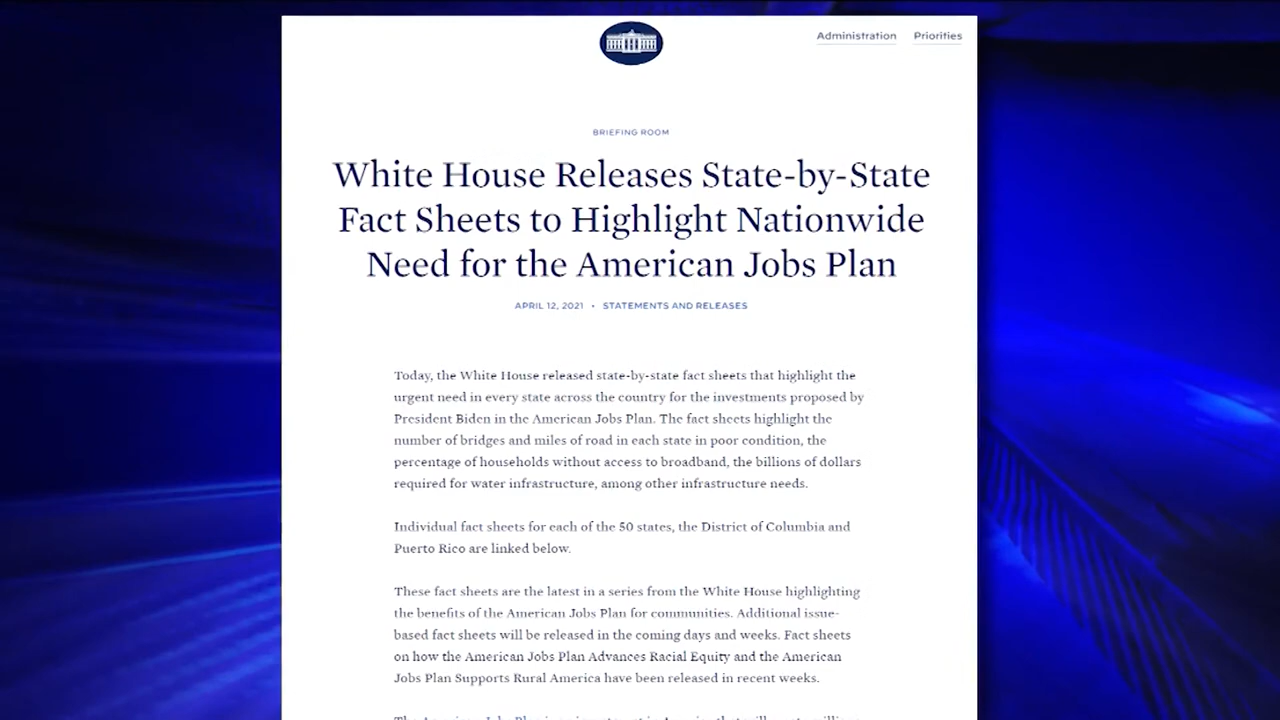 Administration Priorities
BRIEFING ROOM
White House Releases State-by-State
Fact Sheets to Highlight Nationwide
Need for the American Jobs Plan
APRIL 12, 2021 • STATEMENTS AND RELEASES
Today, the White House released state-by-state fact sheets that highlight the
urgent need in every state across the country for the investments proposed by
President Biden in the American Jobs Plan. The fact sheets highlight the
number of bridges and miles of road in each state in poor condition, the
percentage of households without access to broadband, the billions of dollars
required for water infrastructure, among other infrastructure needs.
Individual fact sheets for each of the 50 states, the District of Columbia and
Puerto Rico are linked below.
These fact sheets are the latest in a series from the White House highlighting
the benefits of the American Jobs Plan for communities. Additional issue-
based fact sheets will be released in the coming days and weeks. Fact sheets
on how the American Jobs Plan Advances Racial Equity and the American
Jobs Plan Supports Rural America have been released in recent weeks.